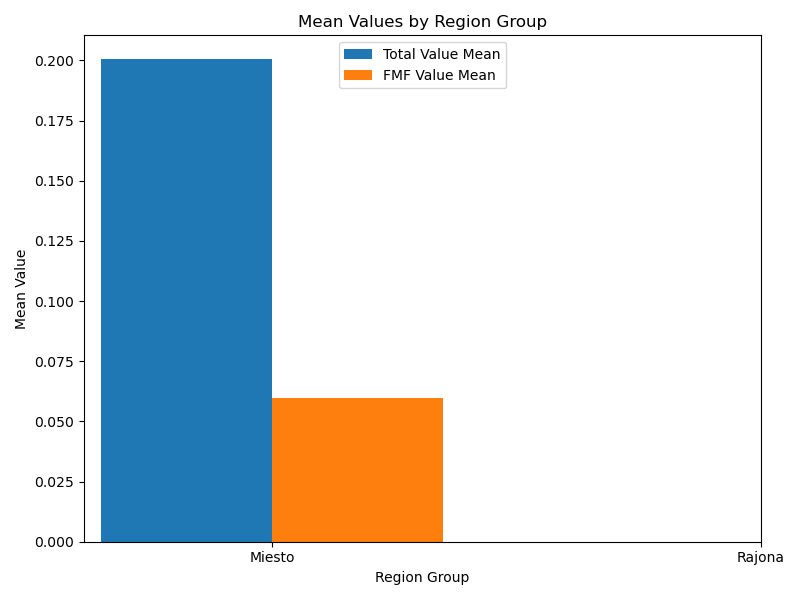 Mean Values by Region Group
Total Value Mean
FMF Value Mean
0.200
0.175
0.150
0.125
0.100
0.075
0.050
0.025
0.000
Mean Value
Miesto
Rajona
Region Group